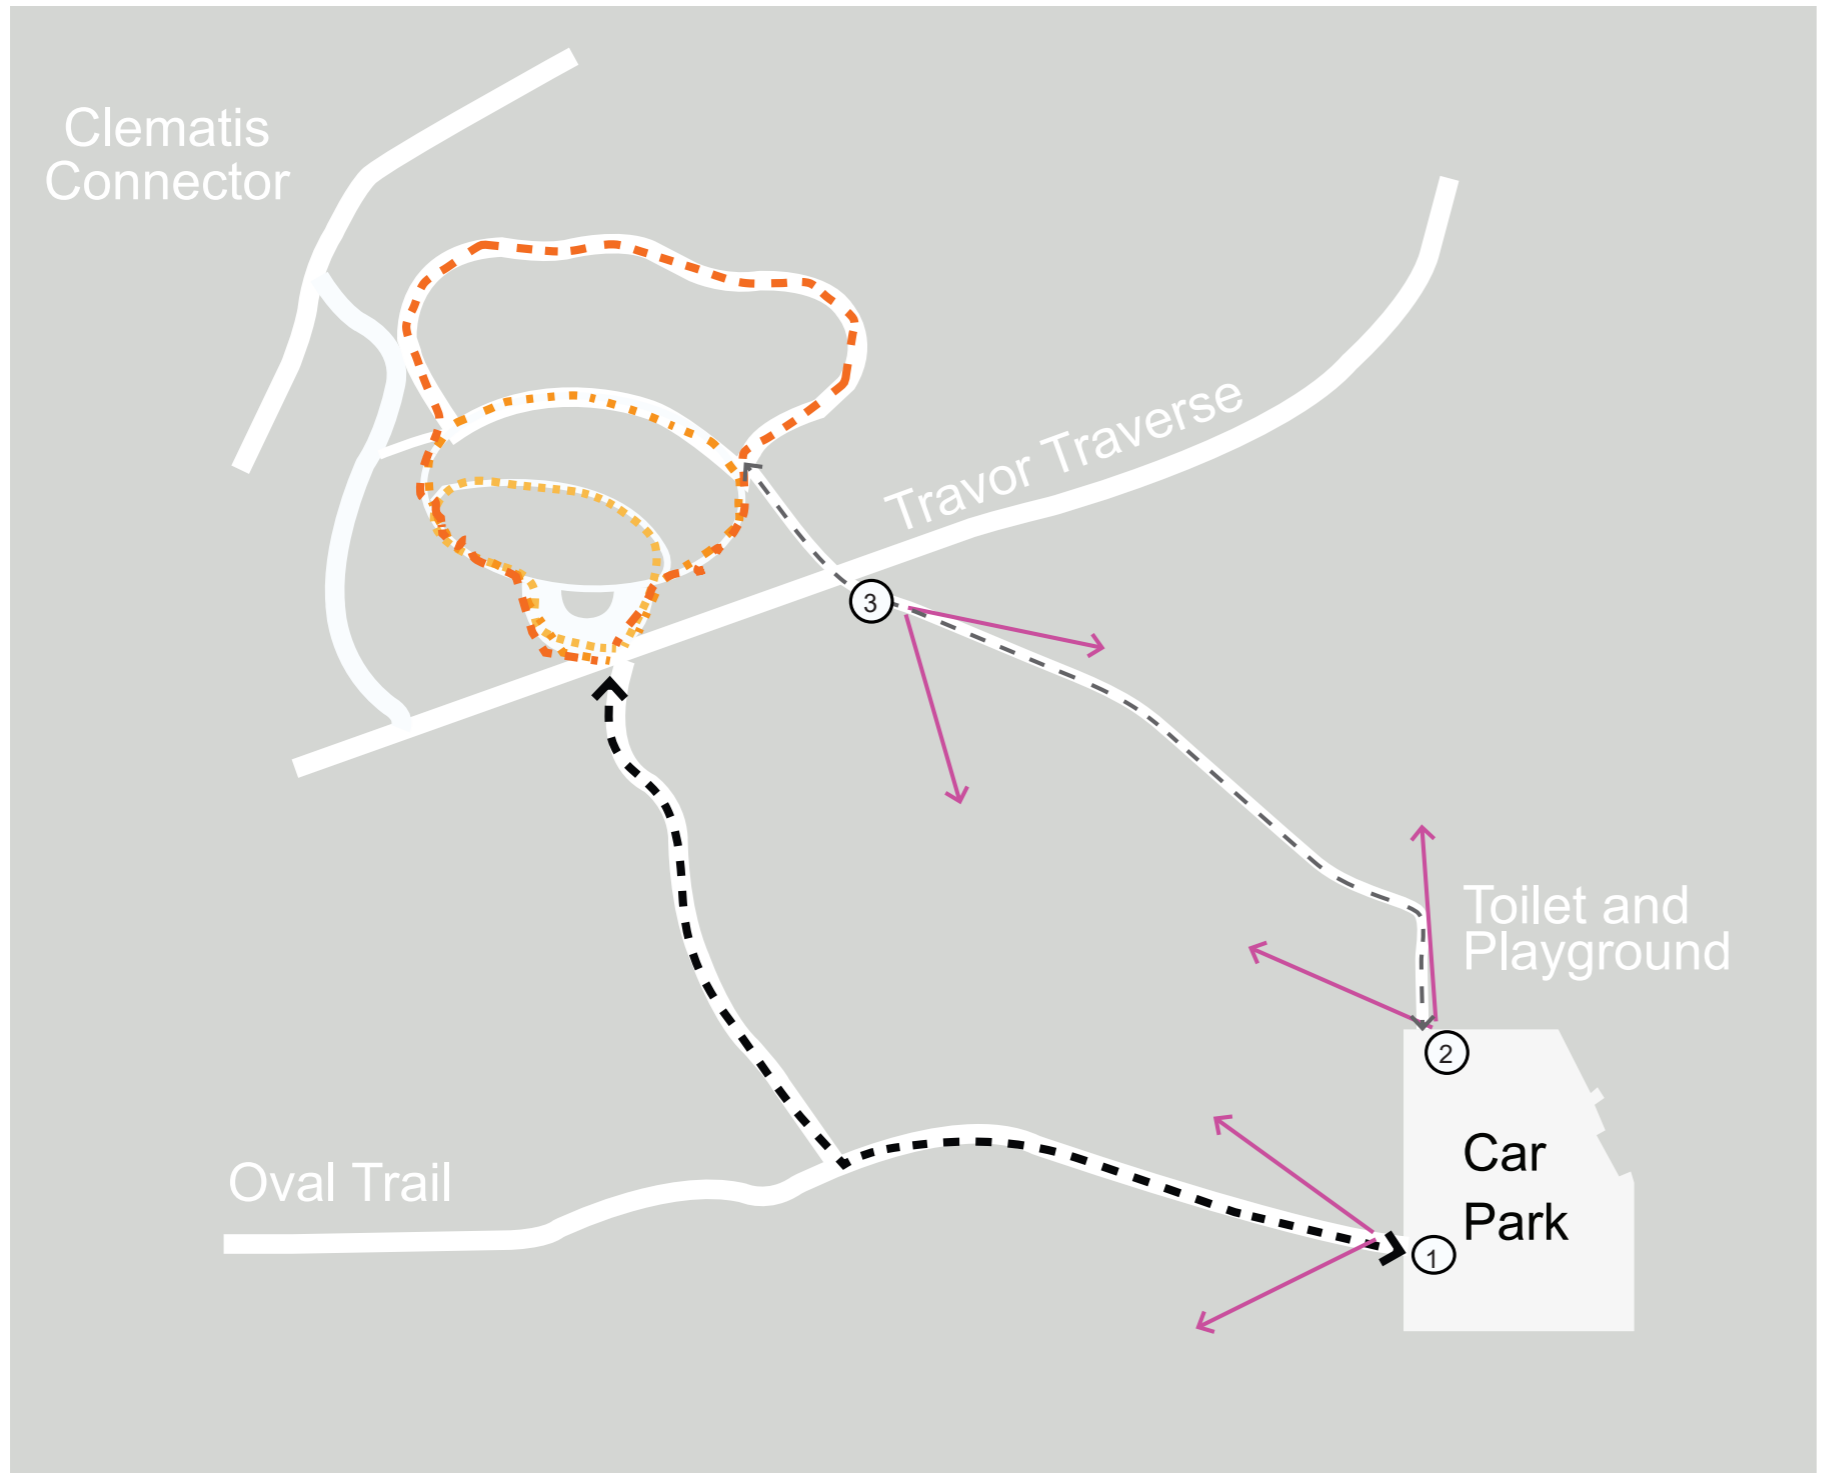 Clematis
Connector
Travor Traverse
3
Toilet and
Playground
2
Car
Park
Oval Trail
1